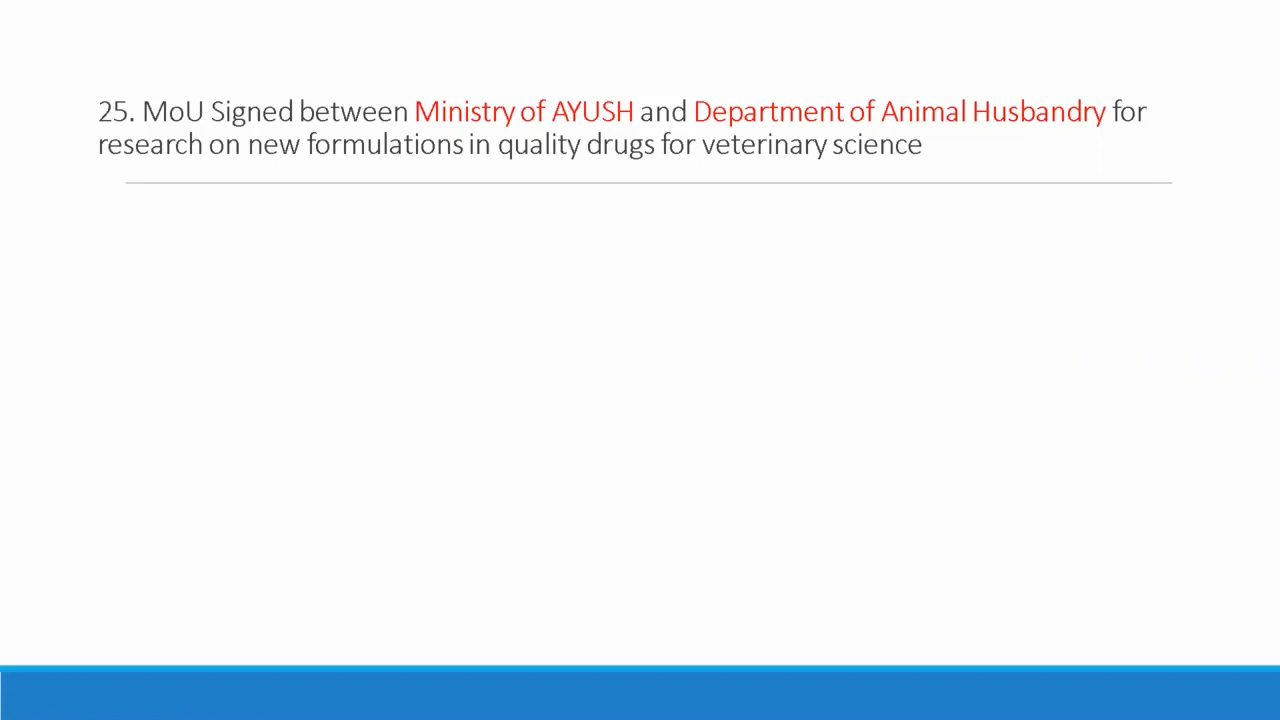 25. MoU Signed between Ministry of AYUSH and Department of Animal Husbandry for
research on new formulations in quality drugs for veterinary science